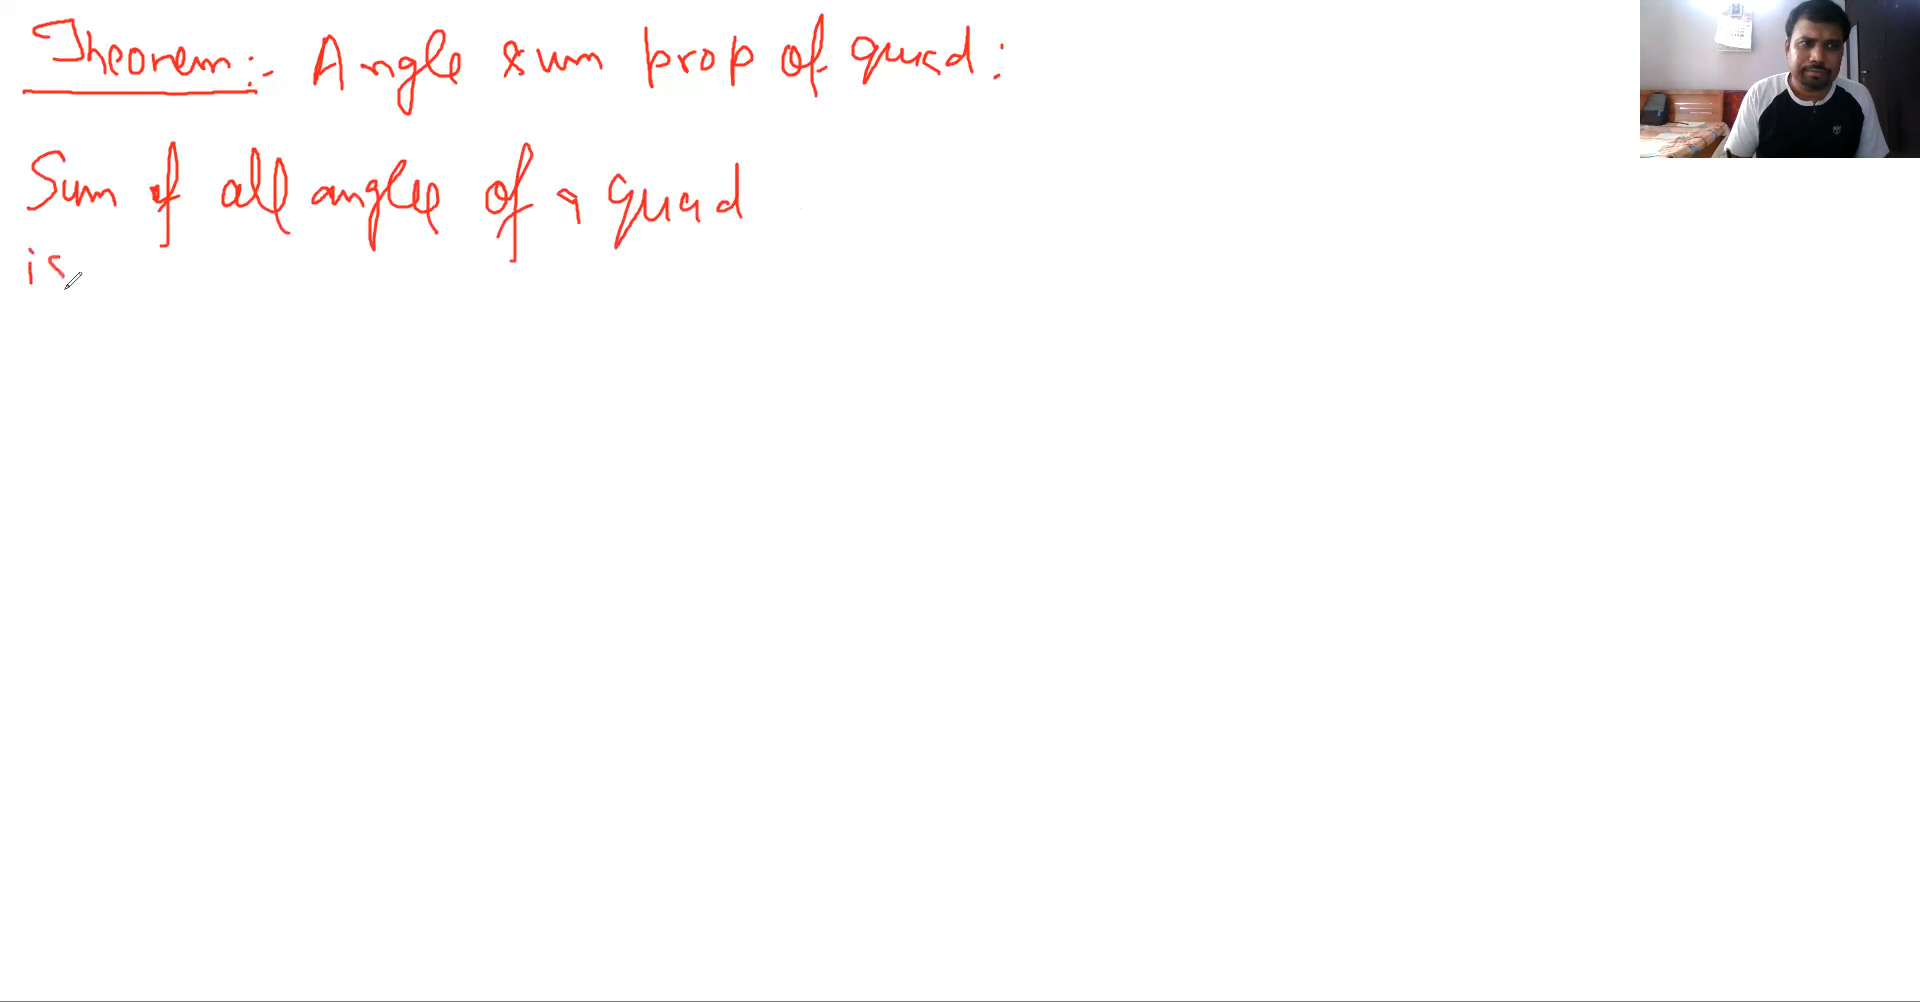 Theorem:- Angle sum prop of quad:
Sum of all angles of a quad
is